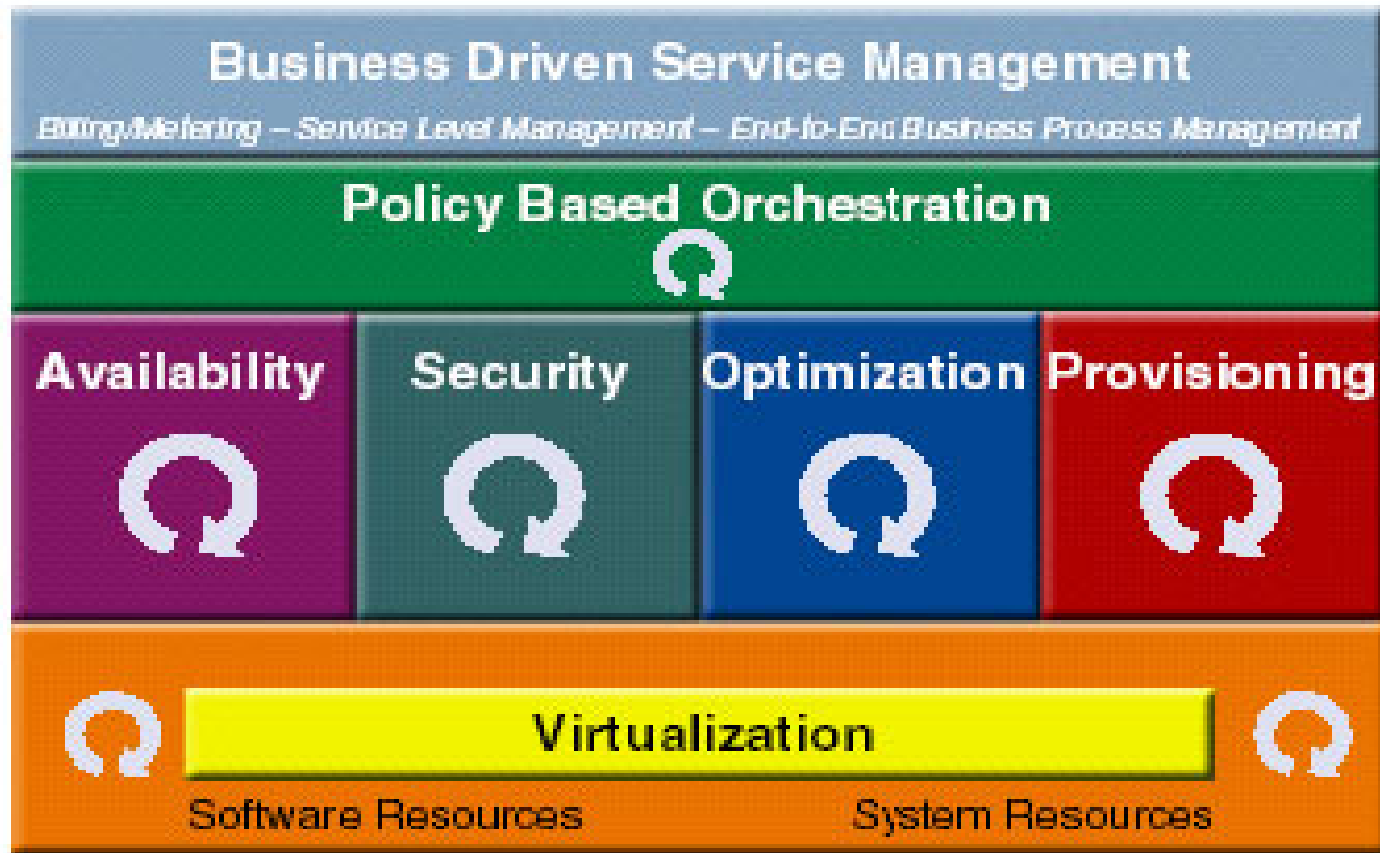 Business Driven Service Management
Billing/Metering – Service Level Management – End-to-End Business Process Management
Policy Based Orchestration
Availability Security Optimization Provisioning
Virtualization
Software Resources System Resources